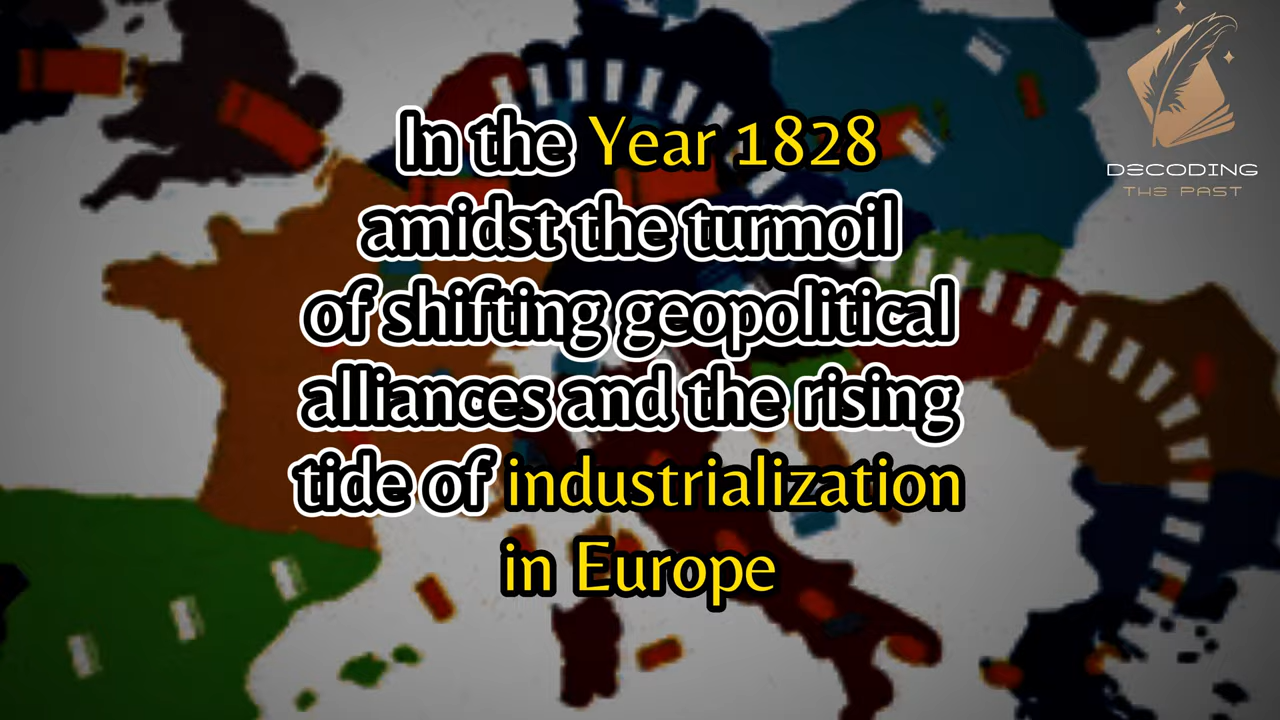 In the Year 1828
amidst the turmoil
of shifting geopolitical
alliances and the rising
tide of industrialization
in Europe
DECODING
THE PAST